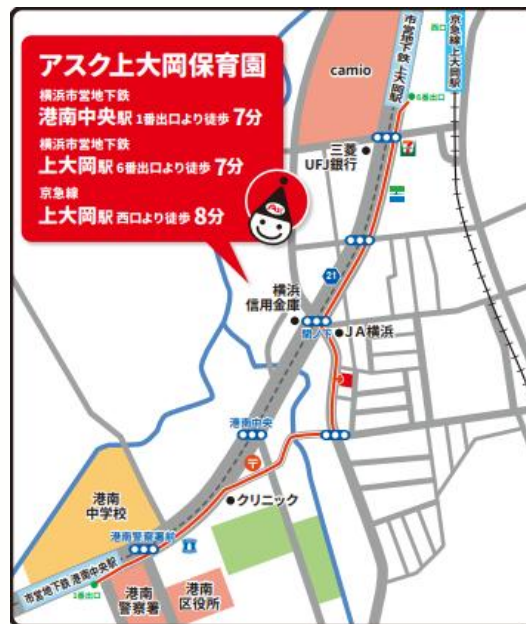 アスク上大岡保育園
横浜市営地下鉄
港南中央駅 1番出口より徒歩 7分
横浜市営地下鉄
上大岡駅 6番出口より徒歩 7分
京急線
上大岡駅 西口より徒歩 8分
camio
市営地下鉄 上大岡駅
西口
京急線 上大岡駅
6番出口
三菱
UFJ銀行
21
横浜
信用金庫
関ノ下
JA横浜
港南中央
〒
クリニック
港南
中学校
港南警察署前
市営地下鉄 港南中央駅
1番出口
港南
警察署
港南
区役所